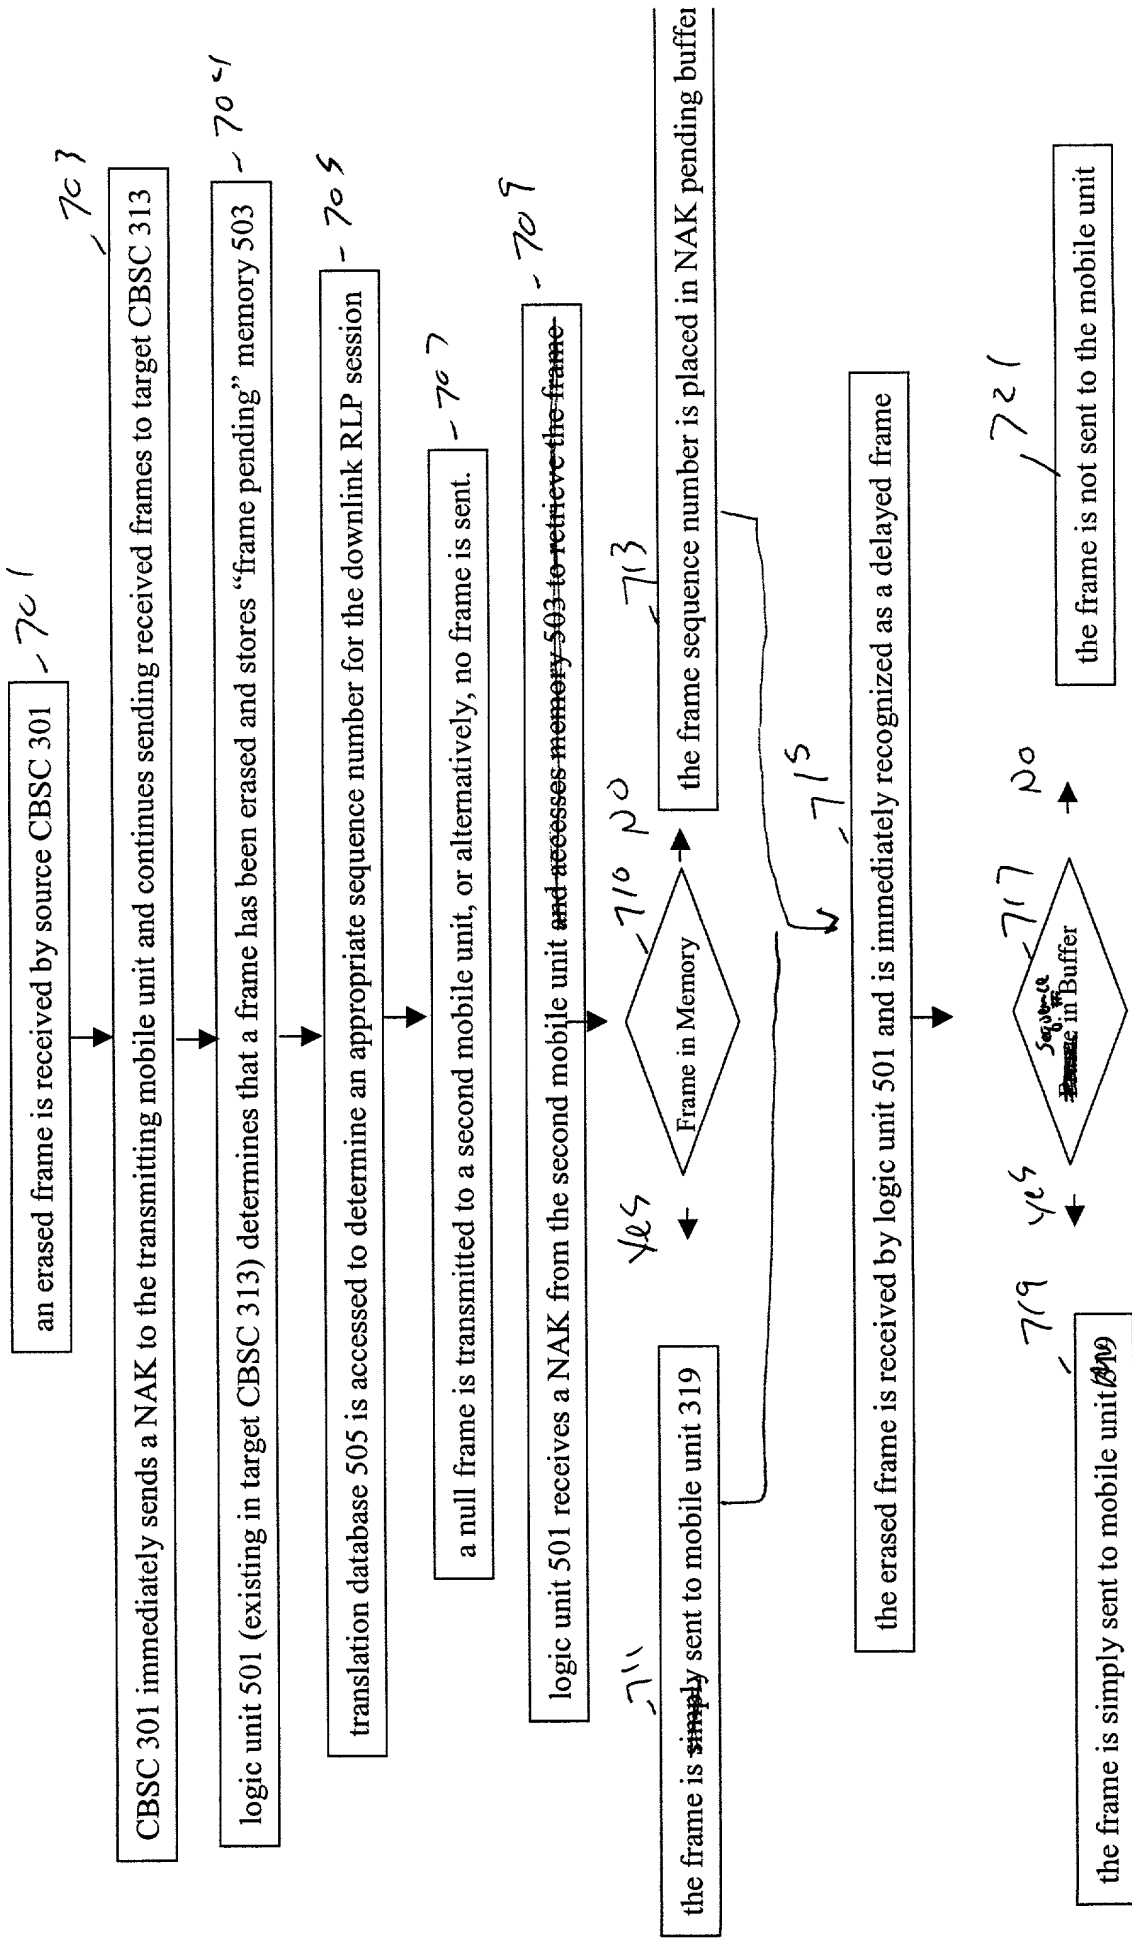 an erased frame is received by source CBSC 301
701
CBSC 301 immediately sends a NAK to the transmitting mobile unit and continues sending received frames to target CBSC 313
703
logic unit 501 (existing in target CBSC 313) determines that a frame has been erased and stores “frame pending” memory 503
704
translation database 505 is accessed to determine an appropriate sequence number for the downlink RLP session
705
a null frame is transmitted to a second mobile unit, or alternatively, no frame is sent.
707
logic unit 501 receives a NAK from the second mobile unit and accesses memory 503 to retrieve the frame
709
Frame in Memory
710
Yes
NO
711
the frame is simply sent to mobile unit 319
713
the frame sequence number is placed in NAK pending buffer
715
the erased frame is received by logic unit 501 and is immediately recognized as a delayed frame
717
Sequence
in Buffer
yes
NO
719
the frame is simply sent to mobile unit
721
the frame is not sent to the mobile unit